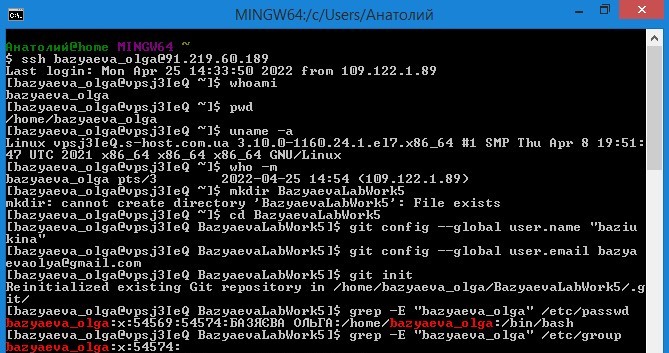 MINGW64:/c/Users/Анатолий
Анатолий@home MINGW64 ~
$ ssh bazyaeva_olga@91.219.60.189
Last login: Mon Apr 25 14:33:50 2022 from 109.122.1.89
[bazyaeva_olga@vpsj3IeQ ~]$ whoami
bazyaeva_olga
[bazyaeva_olga@vpsj3IeQ ~]$ pwd
/home/bazyaeva_olga
[bazyaeva_olga@vpsj3IeQ ~]$ uname -a
Linux vpsj3IeQ.s-host.com.ua 3.10.0-1160.24.1.el7.x86_64 #1 SMP Thu Apr 8 19:51:
47 UTC 2021 x86_64 x86_64 x86_64 GNU/Linux
[bazyaeva_olga@vpsj3IeQ ~]$ who -m
bazyaeva_olga pts/3        2022-04-25 14:54 (109.122.1.89)
[bazyaeva_olga@vpsj3IeQ ~]$ mkdir BazyaevaLabWork5
mkdir: cannot create directory 'BazyaevaLabWork5': File exists
[bazyaeva_olga@vpsj3IeQ ~]$ cd BazyaevaLabWork5
[bazyaeva_olga@vpsj3IeQ BazyaevaLabWork5]$ git config --global user.name "baziu
kina"
[bazyaeva_olga@vpsj3IeQ BazyaevaLabWork5]$ git config --global user.email bazya
evaolya@gmail.com
[bazyaeva_olga@vpsj3IeQ BazyaevaLabWork5]$ git init
Reinitialized existing Git repository in /home/bazyaeva_olga/BazyaevaLabWork5/.g
it/
[bazyaeva_olga@vpsj3IeQ BazyaevaLabWork5]$ grep -E "bazyaeva_olga" /etc/passwd
bazyaeva_olga:x:54569:54574:БАЗЯЄВА ОЛЬГА:/home/bazyaeva_olga:/bin/bash
[bazyaeva_olga@vpsj3IeQ BazyaevaLabWork5]$ grep -E "bazyaeva_olga" /etc/group
bazyaeva_olga:x:54574: